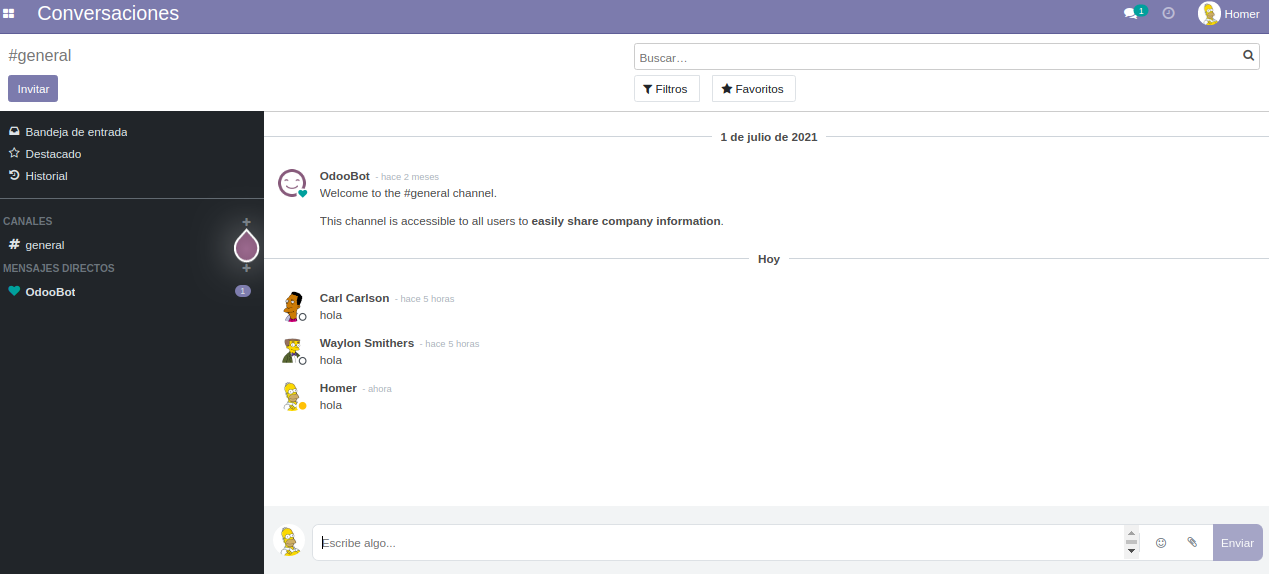 Conversaciones
1
Homer
#general
Buscar...
Invitar
Filtros
Favoritos
Bandeja de entrada
Destacado
Historial
CANALES
# general
MENSAJES DIRECTOS
OdooBot
1
1 de julio de 2021
OdooBot - hace 2 meses
Welcome to the #general channel.
This channel is accessible to all users to easily share company information.
Hoy
Carl Carlson - hace 5 horas
hola
Waylon Smithers - hace 5 horas
hola
Homer - ahora
hola
Escribe algo...
Enviar